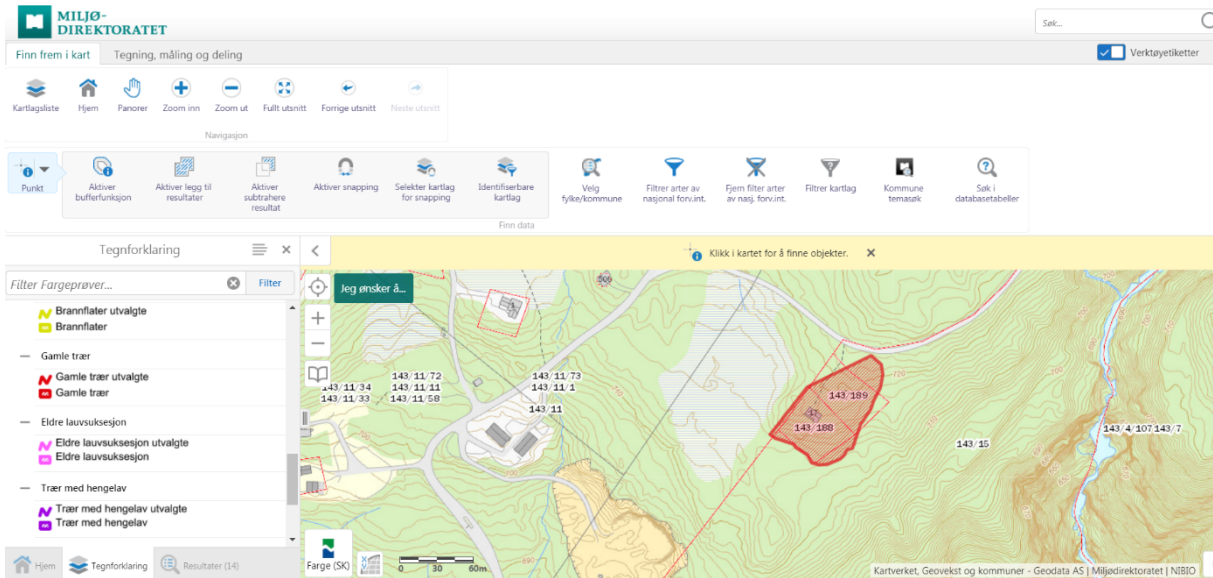 MILJØ-
DIREKTORATET
Søk...
Finn frem i kart Tegning, måling og deling
Verktøyetiketter
Kartlagsliste Hjem Panorer Zoom inn Zoom ut Fullt utsnitt Forrige utsnitt Neste utsnitt
Navigasjon
Punkt
Aktiver
bufferfunksjon
Aktiver legg til
resultater
Aktiver
subtrahere
resultat
Aktiver snapping
Selekter kartlag
for snapping
Identifiserbare
kartlag
Velg
fylke/kommune
Filtrer arter av
nasjonal forv.int.
Fjern filter arter
av nasj. forv.int.
Filtrer kartlag
Kommune
temasøk
Søk i
databasetabeller
Finn data
Tegnforklaring
Klikk i kartet for å finne objekter.
Filter Fargeprøver...
Filter
Brannflater utvalgte
Brannflater
Gamle trær
Gamle trær utvalgte
Gamle trær
Eldre lauvsuksesjon
Eldre lauvsuksesjon utvalgte
Eldre lauvsuksesjon
Trær med hengelav
Trær med hengelav utvalgte
Trær med hengelav
Hjem Tegnforklaring Resultater (14)
Jeg ønsker å...
506
1
720
700
143/11/34
143/11/33
143/11/72
143/11/11
143/11/58
143/11/73
143/11/1
143/11
143/189
17
143/188
143/15
143/4/107 143/7
690
Farge (SK)
0 30 60m
Kartverket, Geovekst og kommuner - Geodata AS | Miljødirektoratet | NIBIO